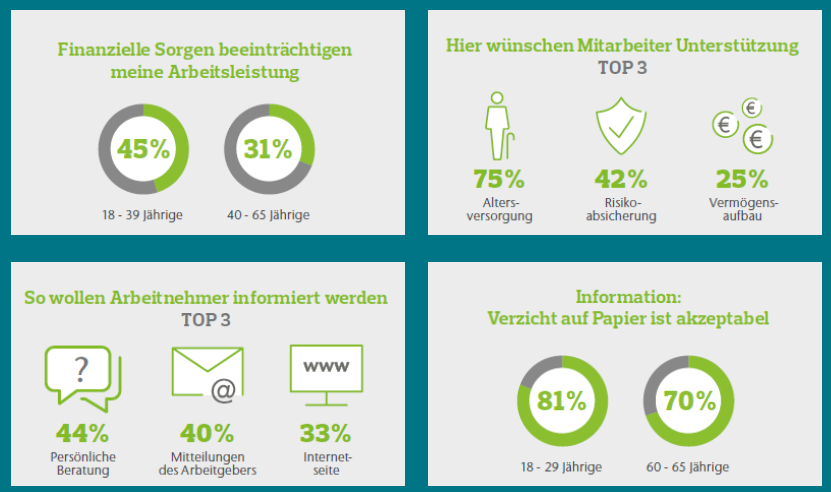 Finanzielle Sorgen beeinträchtigen
meine Arbeitsleistung
45%
31%
18 - 39 Jährige
40 - 65 Jährige
Hier wünschen Mitarbeiter Unterstützung
TOP 3
€
€
€
75%
42%
25%
Alters-
versorgung
Risiko-
absicherung
Vermögens-
aufbau
So wollen Arbeitnehmer informiert werden
TOP 3
?
@
www
44%
40%
33%
Persönliche
Beratung
Mitteilungen
des Arbeitgebers
Internet-
seite
Information:
Verzicht auf Papier ist akzeptabel
81%
70%
18 - 29 Jährige
60 - 65 Jährige